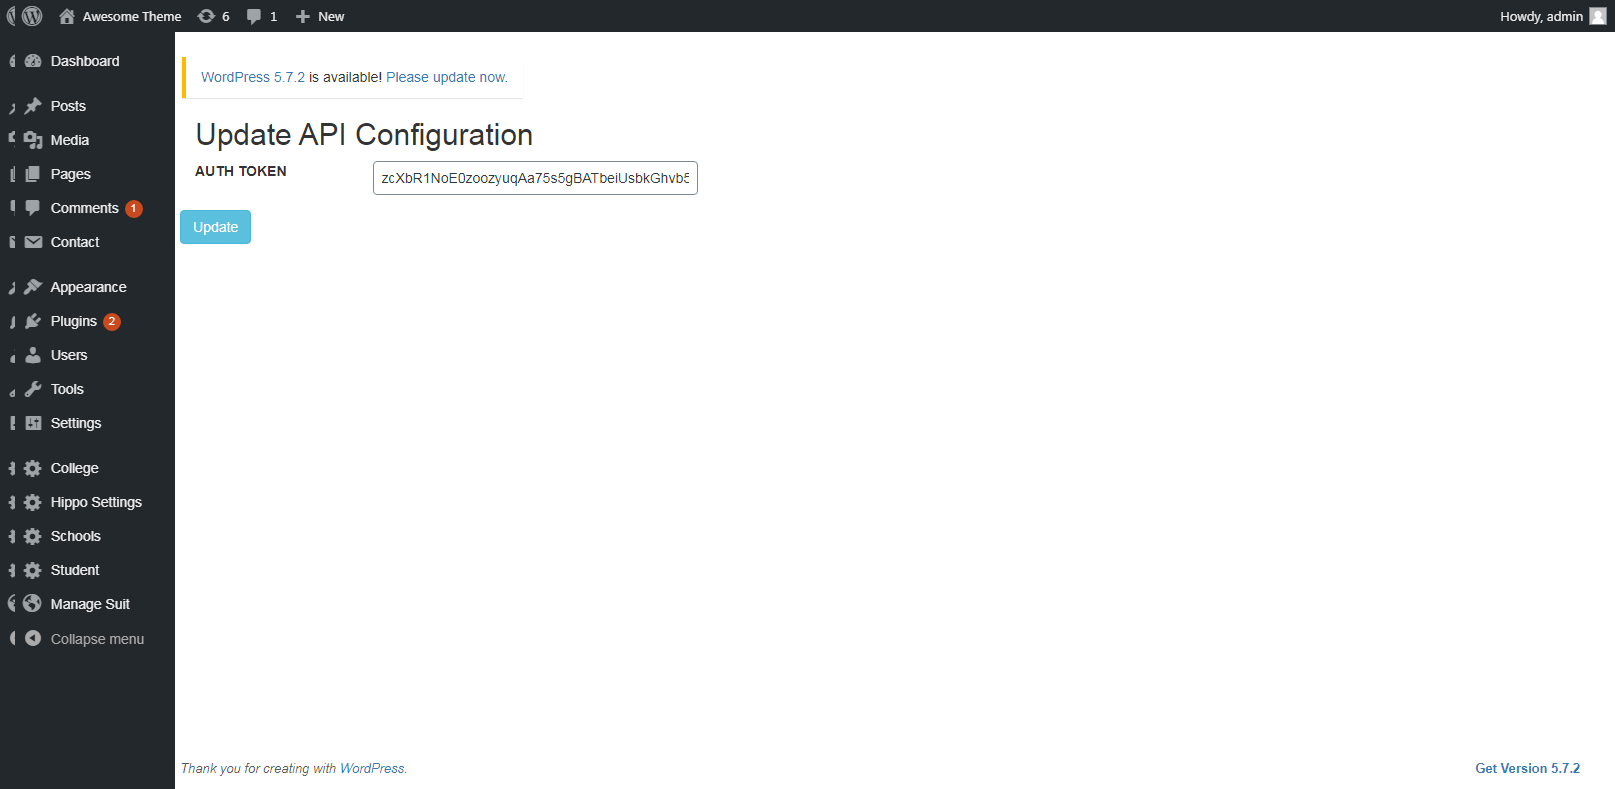 Awesome Theme 6 1 New Howdy, admin
Dashboard
Posts
Media
Pages
Comments 1
Contact
Appearance
Plugins 2
Users
Tools
Settings
College
Hippo Settings
Schools
Student
Manage Suit
Collapse menu
WordPress 5.7.2 is available! Please update now.
Update API Configuration
AUTH TOKEN zcXbR1NoE0zoozyuqAa75s5gBATbeiUsbkGhvb5
Update
Thank you for creating with WordPress.
Get Version 5.7.2